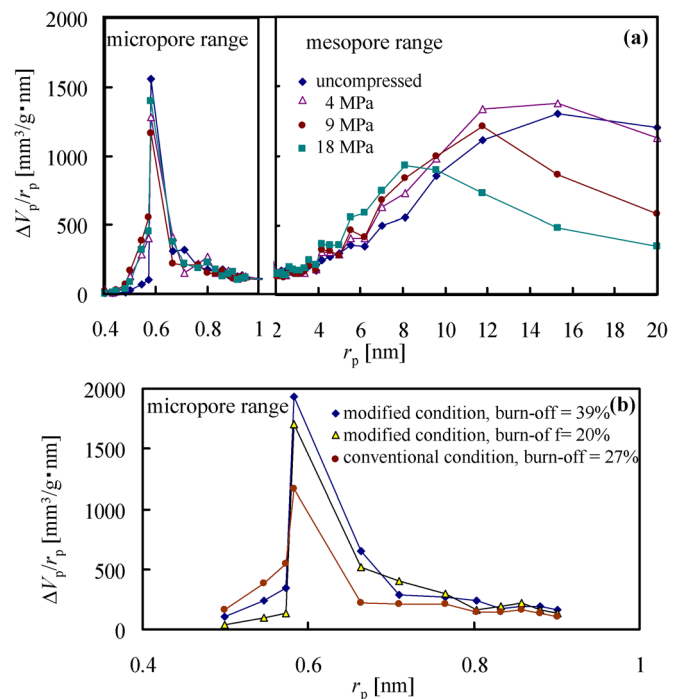 2000
micropore range
mesopore range
(a)
1500
uncompressed
4 MPa
9 MPa
18 MPa
1000
500
0
ΔVp/rp [mm³/g·nm]
0.4 0.6 0.8 1 2 4 6 8 10 12 14 16 18 20
rp [nm]
2000
micropore range
(b)
modified condition, burn-off = 39%
modified condition, burn-of f= 20%
conventional condition, burn-off = 27%
1500
1000
500
0
ΔVp/rp [mm³/g·nm]
0.4 0.6 0.8 1
rp [nm]